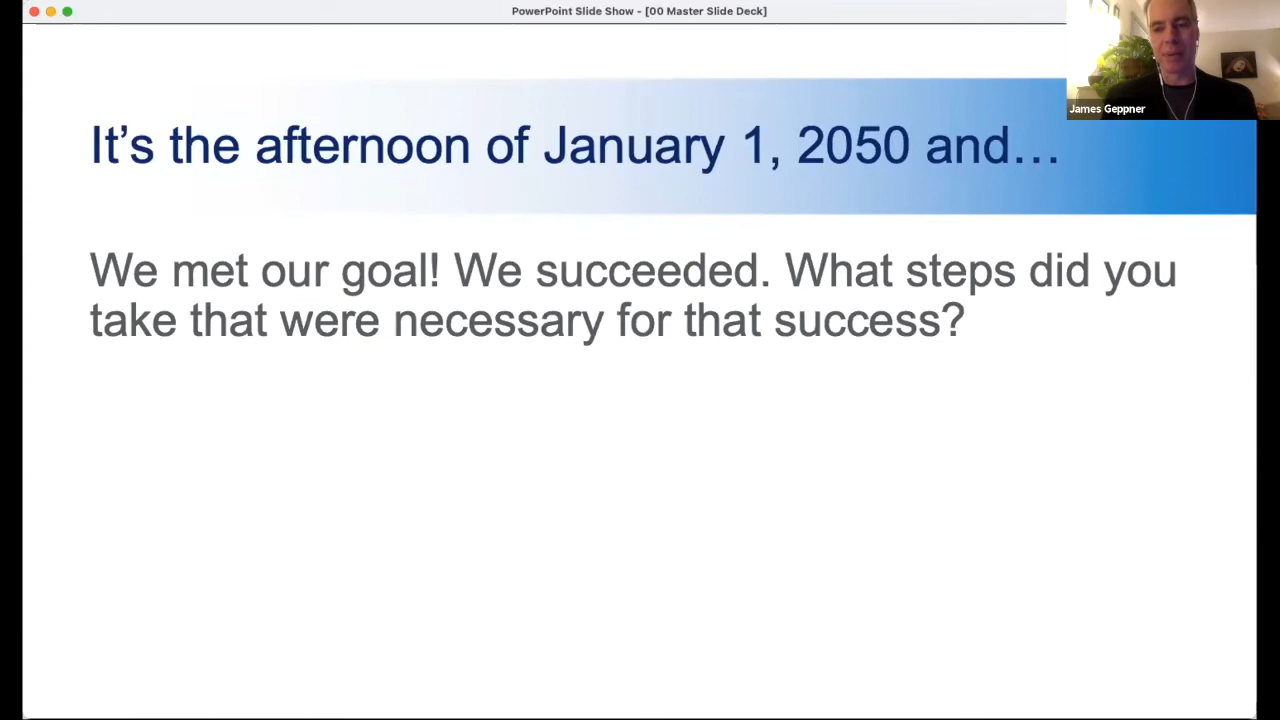 PowerPoint Slide Show - [00 Master Slide Deck]
James Geppner
It’s the afternoon of January 1, 2050 and…
We met our goal! We succeeded. What steps did you
take that were necessary for that success?